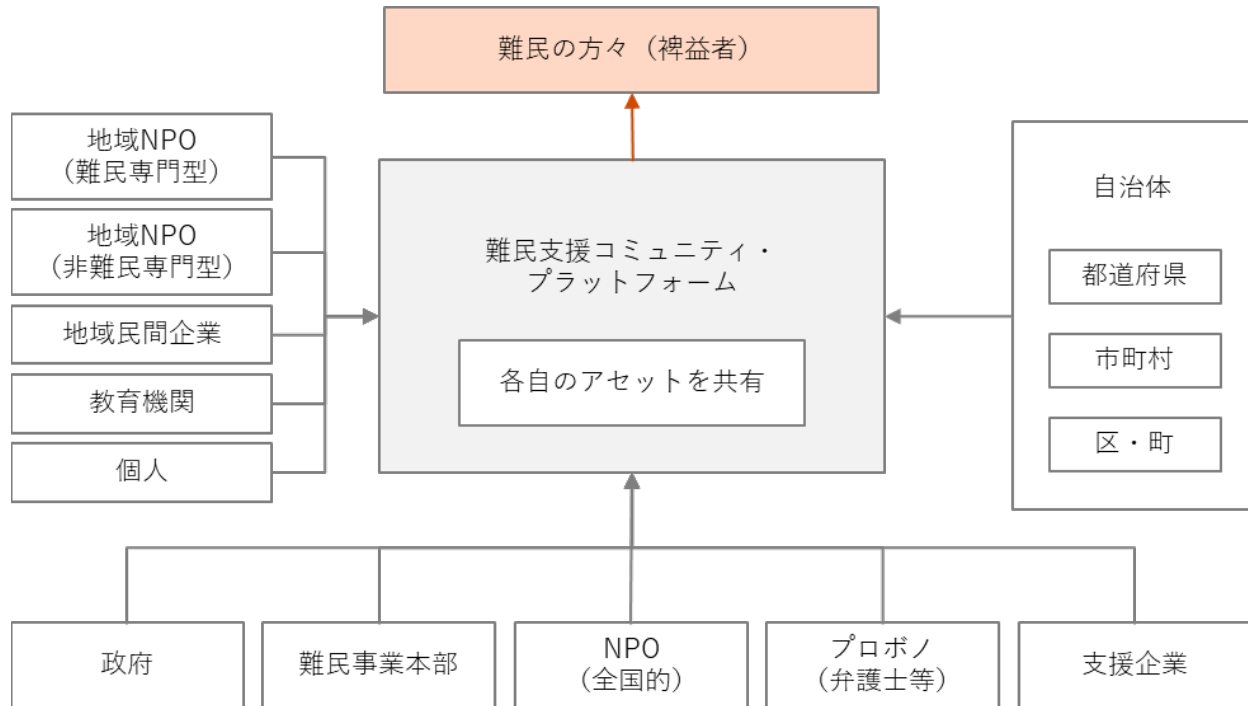 難民の方々（裨益者）
地域NPO
（難民専門型）
地域NPO
（非難民専門型）
地域民間企業
教育機関
個人
難民支援コミュニティ・
プラットフォーム
各自のアセットを共有
自治体
都道府県
市町村
区・町
政府
難民事業本部
NPO
（全国的）
プロボノ
（弁護士等）
支援企業